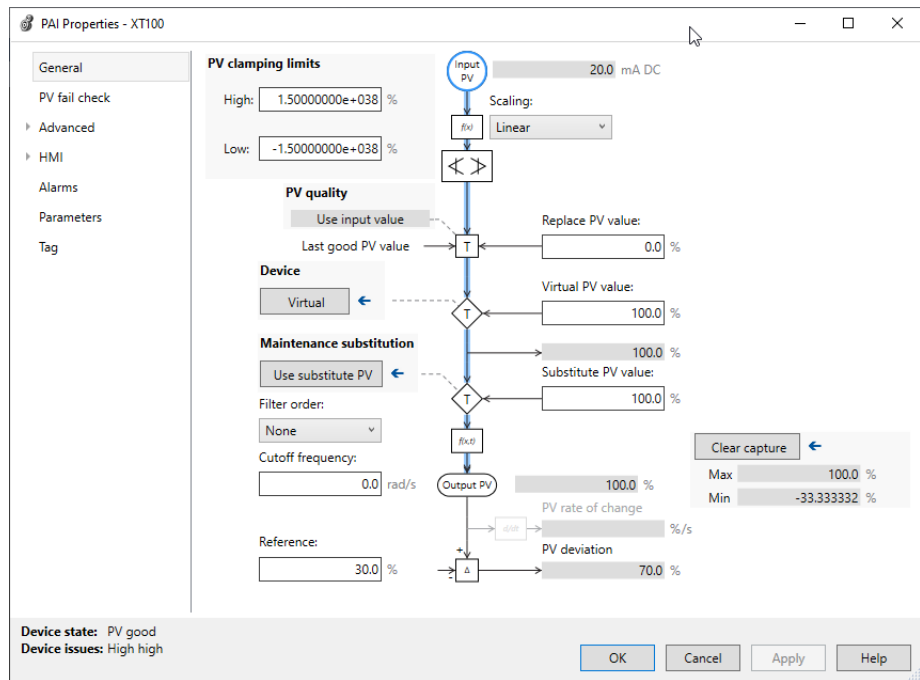 PAI Properties - XT100
General
PV fail check
Advanced
HMI
Alarms
Parameters
Tag
PV clamping limits
High: 1.50000000e+038 %
Low: -1.50000000e+038 %
Input PV
20.0 mA DC
Scaling:
f(x)
Linear
PV quality
Use input value
Last good PV value
T
Replace PV value:
0.0 %
Device
Virtual
T
Virtual PV value:
100.0 %
100.0 %
Maintenance substitution
Use substitute PV
T
Substitute PV value:
100.0 %
Filter order:
None
f(x,t)
Cutoff frequency:
0.0 rad/s
Output PV
100.0 %
Clear capture
Max 100.0 %
Min -33.333332 %
PV rate of change
d/dt
%/s
Reference:
30.0 %
+
-
Δ
PV deviation
70.0 %
Device state: PV good
Device issues: High high
OK Cancel Apply Help